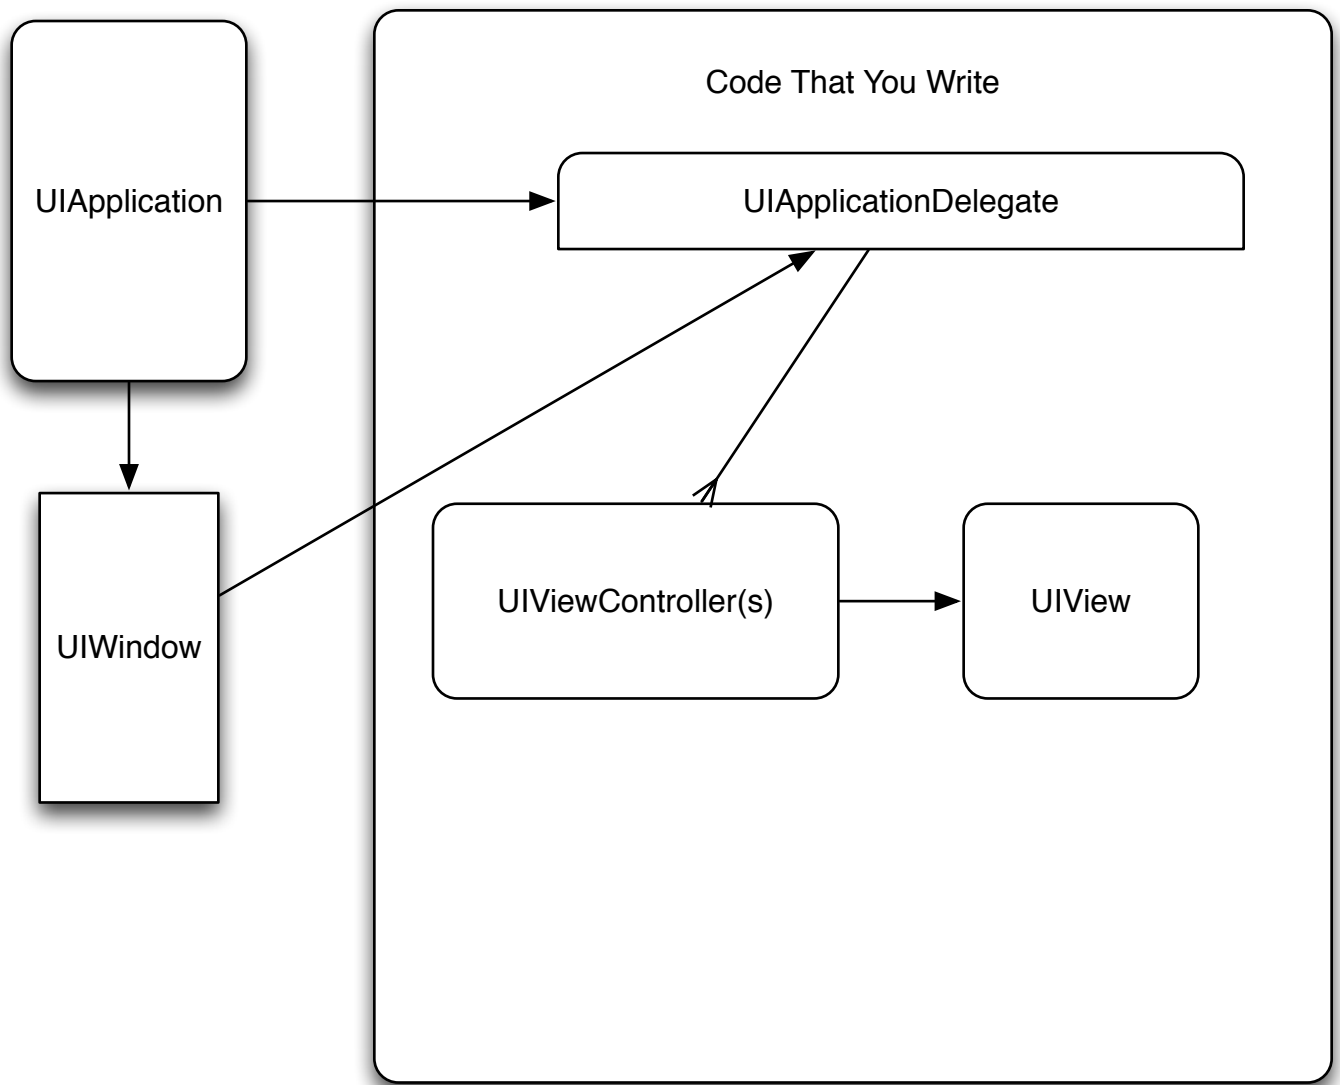 Code That You Write
UIApplication
UIApplicationDelegate
UIViewController(s)
UIView
UIWindow